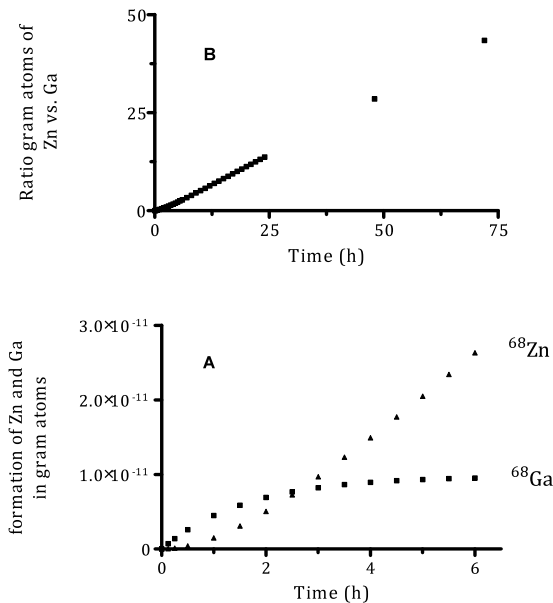 B
Ratio gram atoms of
Zn vs. Ga
50
25
0
0 25 50 75
Time (h)
A
formation of Zn and Ga
in gram atoms
3.0×10 -11
2.0×10 -11
1.0×10 -11
0
68Zn
68Ga
0 2 4 6
Time (h)